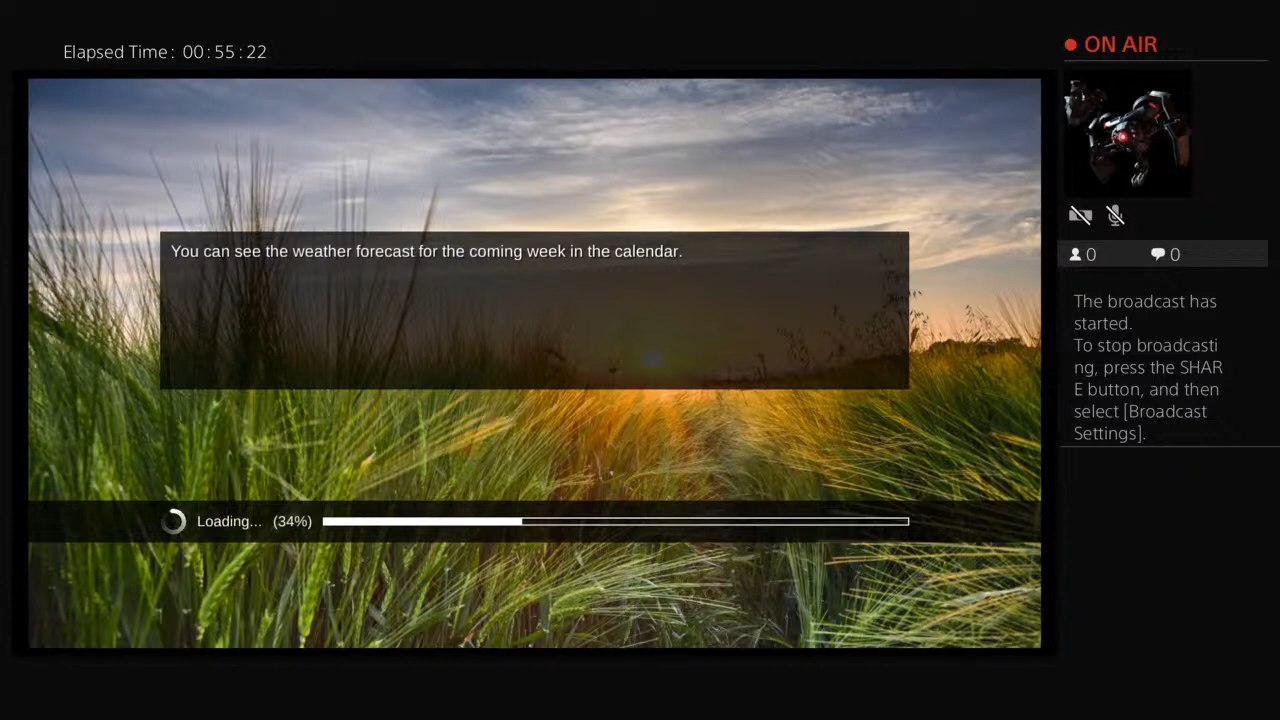 Elapsed Time: 00:55:22
ON AIR
You can see the weather forecast for the coming week in the calendar.
0 0
The broadcast has
started.
To stop broadcasti
ng, press the SHAR
E button, and then
select [Broadcast
Settings].
Loading... (34%)